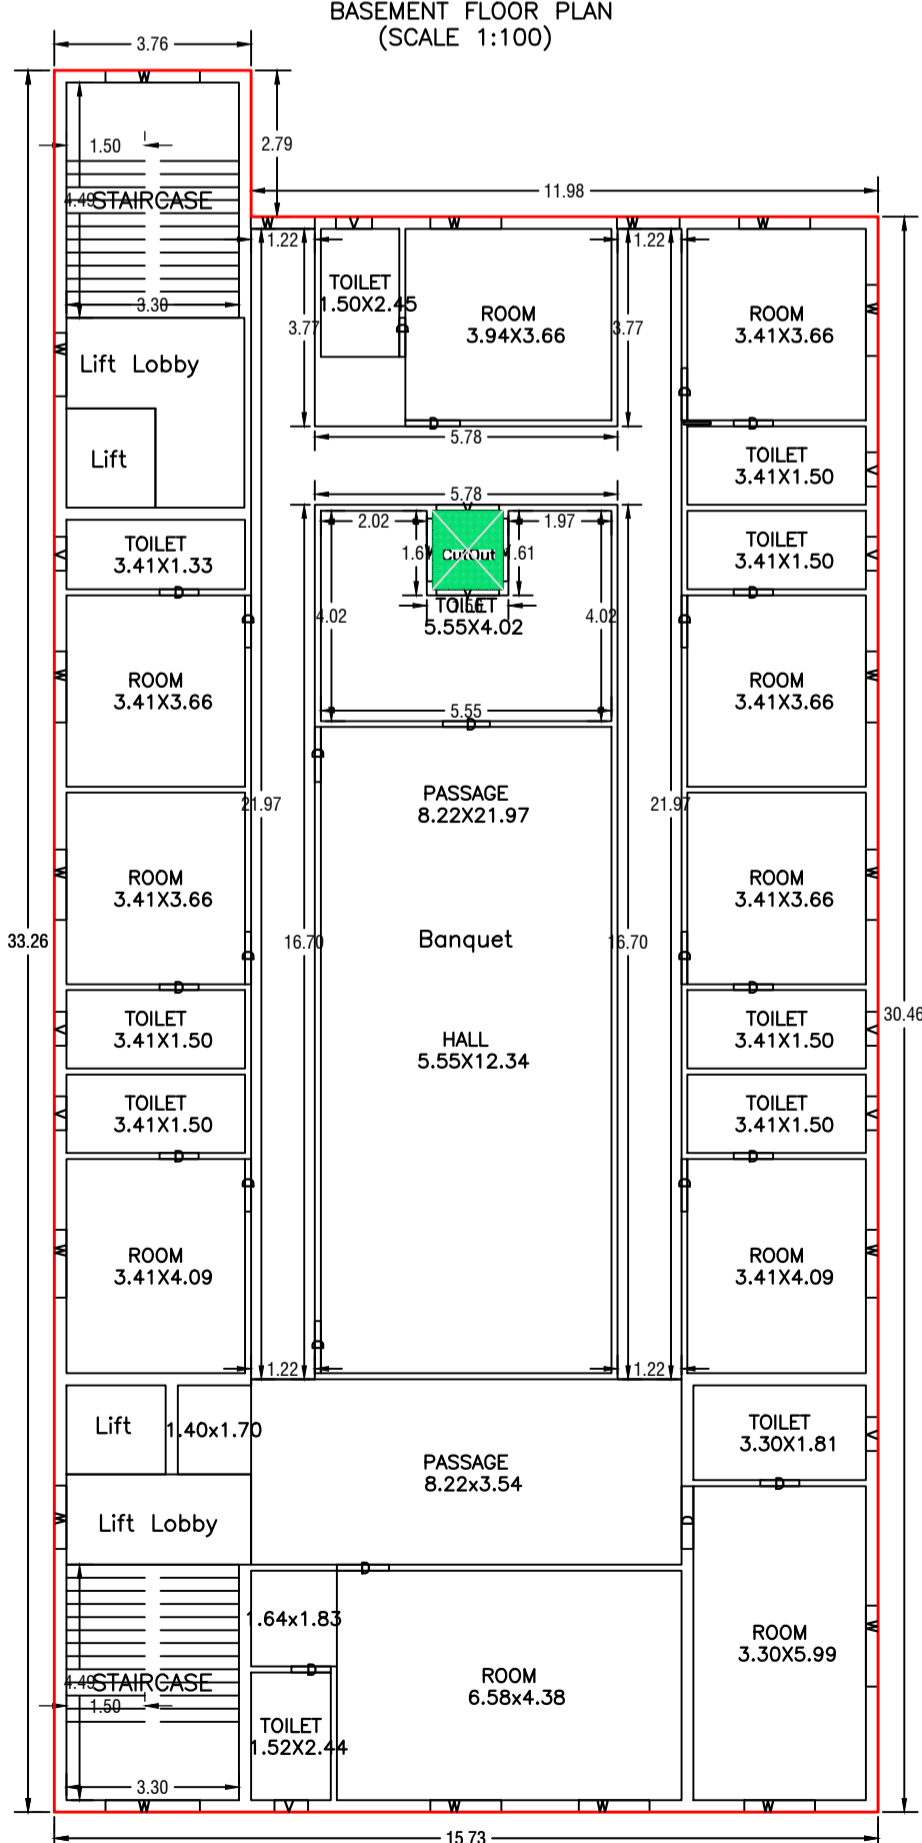 BASEMENT FLOOR PLAN
(SCALE 1:100)
3.76
W
1.50
2.79
4.49
STAIRCASE
11.98
W
V
W
W
W
1.22
1.22
TOILET
1.50X2.45
3.30
ROOM
3.94X3.66
ROOM
3.41X3.66
W
3.77
3.77
D
W
Lift Lobby
D
D
D
5.78
Lift
TOILET
3.41X1.50
V
5.78
V
2.02
1.97
TOILET
3.41X1.33
V
CutOut
1.61
TOILET
3.41X1.50
V
D
D
TOILET
5.55X4.02
4.02
4.02
D
D
ROOM
3.41X3.66
W
ROOM
3.41X3.66
W
5.55
D
D
PASSAGE
8.22X21.97
21.97
21.97
ROOM
3.41X3.66
W
ROOM
3.41X3.66
W
33.26
16.70
16.70
Banquet
D
D
D
D
30.46
TOILET
3.41X1.50
V
HALL
5.55X12.34
TOILET
3.41X1.50
V
TOILET
3.41X1.50
V
TOILET
3.41X1.50
V
D
D
D
D
ROOM
3.41X4.09
W
ROOM
3.41X4.09
W
D
1.22
1.22
Lift
1.40x1.70
TOILET
3.30X1.81
V
PASSAGE
8.22x3.54
D
W
Lift Lobby
D
D
1.64x1.83
4.49
STAIRCASE
1.50
D
ROOM
6.58x4.38
ROOM
3.30X5.99
W
TOILET
1.52X2.44
3.30
W
V
W
W
W
15.73